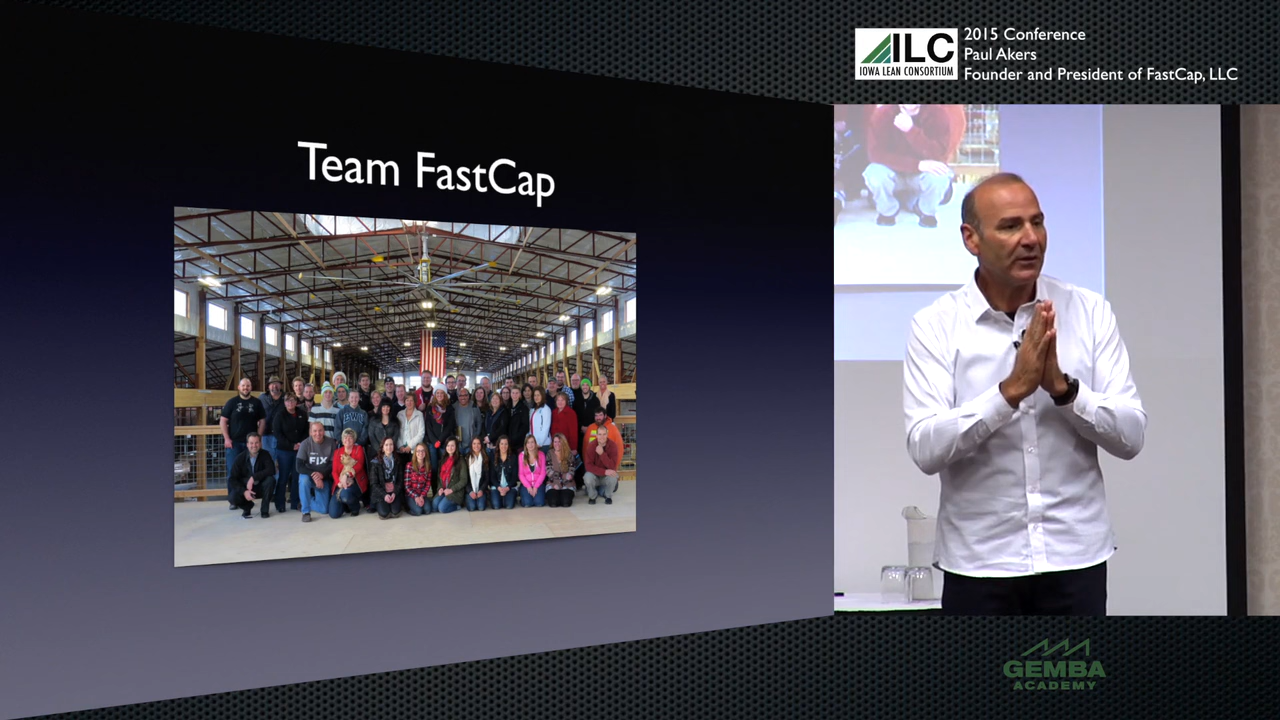 Team FastCap
FIX
ILC
IOWA LEAN CONSORTIUM
2015 Conference
Paul Akers
Founder and President of FastCap, LLC
GEMBA
ACADEMY